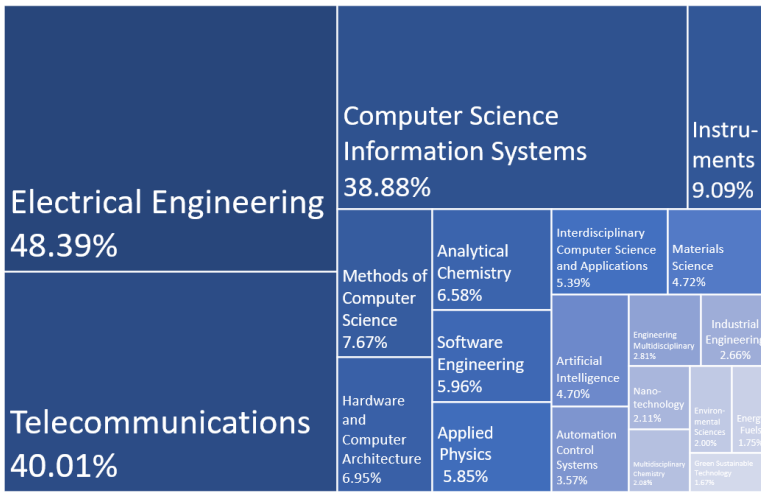 Electrical Engineering
48.39%
Telecommunications
40.01%
Computer Science
Information Systems
38.88%
Instru-
ments
9.09%
Methods of
Computer
Science
7.67%
Hardware
and
Computer
Architecture
6.95%
Analytical
Chemistry
6.58%
Software
Engineering
5.96%
Applied
Physics
5.85%
Interdisciplinary
Computer Science
and Applications
5.39%
Materials
Science
4.72%
Artificial
Intelligence
4.70%
Automation
Control
Systems
3.57%
Engineering
Multidisciplinary
2.81%
Industrial
Engineering
2.66%
Nano-
technology
2.11%
Multidisciplinary
Chemistry
2.08%
Environ-
mental
Sciences
2.00%
Energy
Fuels
1.75%
Green Sustainable
Technology
1.67%